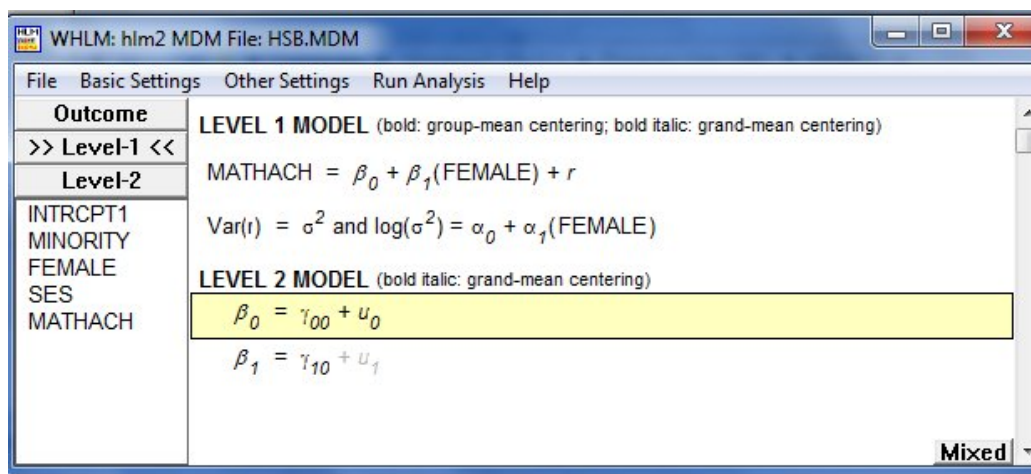 WHLM: hlm2 MDM File: HSB.MDM
File Basic Settings Other Settings Run Analysis Help
Outcome
>> Level-1 <<
Level-2
INTRCPT1
MINORITY
FEMALE
SES
MATHACH
LEVEL 1 MODEL (bold: group-mean centering; bold italic: grand-mean centering)
MATHACH = β₀ + β₁(FEMALE) + r
Var(r) = σ² and log(σ²) = α₀ + α₁(FEMALE)
LEVEL 2 MODEL (bold italic: grand-mean centering)
β₀ = γ₀₀ + u₀
β₁ = γ₁₀ + u₁
Mixed